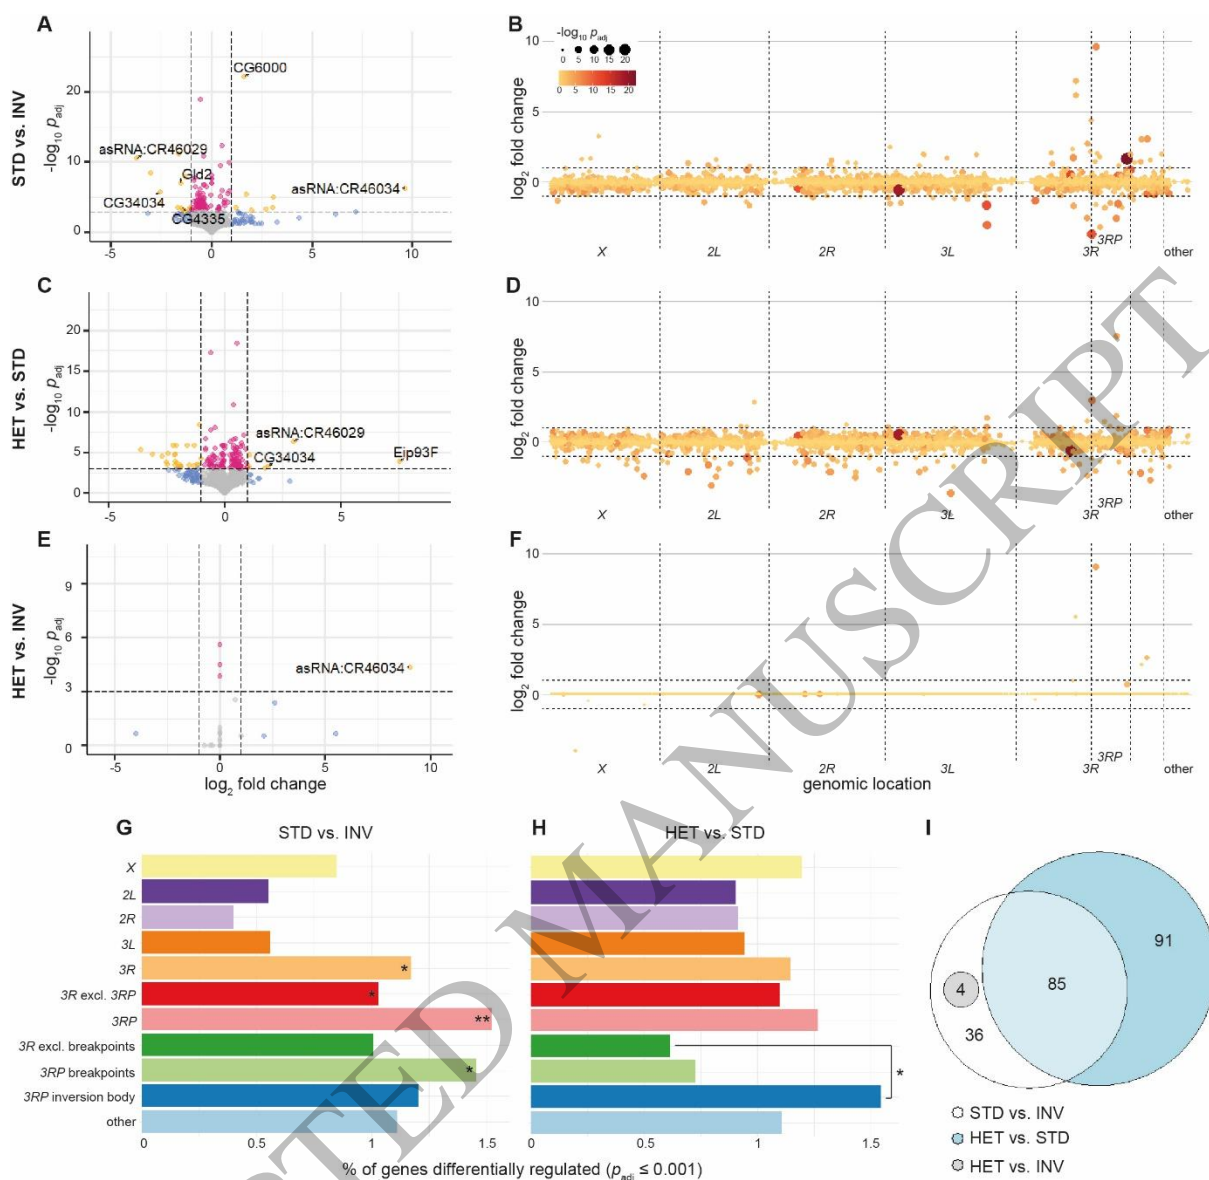 A
STD vs. INV
-log10 padj
20
10
0
CG6000
asRNA:CR46029
Gld2
asRNA:CR46034
CG34034
CG4335
-5
0
5
10
B
-log10 padj
0 5 10 15 20
0 5 10 15 20
log2 fold change
10
5
0
X
2L
2R
3L
3R
3RP
other
C
HET vs. STD
-log10 padj
20
15
10
5
0
asRNA:CR46029
CG34034
Eip93F
-5
0
5
D
log2 fold change
10
5
0
X
2L
2R
3L
3R
3RP
other
E
HET vs. INV
-log10 padj
9
6
3
0
asRNA:CR46034
-5
0
5
10
log2 fold change
F
log2 fold change
10
5
0
X
2L
2R
3L
3R
3RP
other
genomic location
G
STD vs. INV
X
2L
2R
3L
3R
*
3R excl. 3RP
*
3RP
**
3R excl. breakpoints
3RP breakpoints
*
3RP inversion body
other
0
0.5
1
1.5
H
HET vs. STD
*
0
0.5
1
1.5
% of genes differentially regulated (padj ≤ 0.001)
I
91
85
4
36
STD vs. INV
HET vs. STD
HET vs. INV
PTED MANUSCRIPT